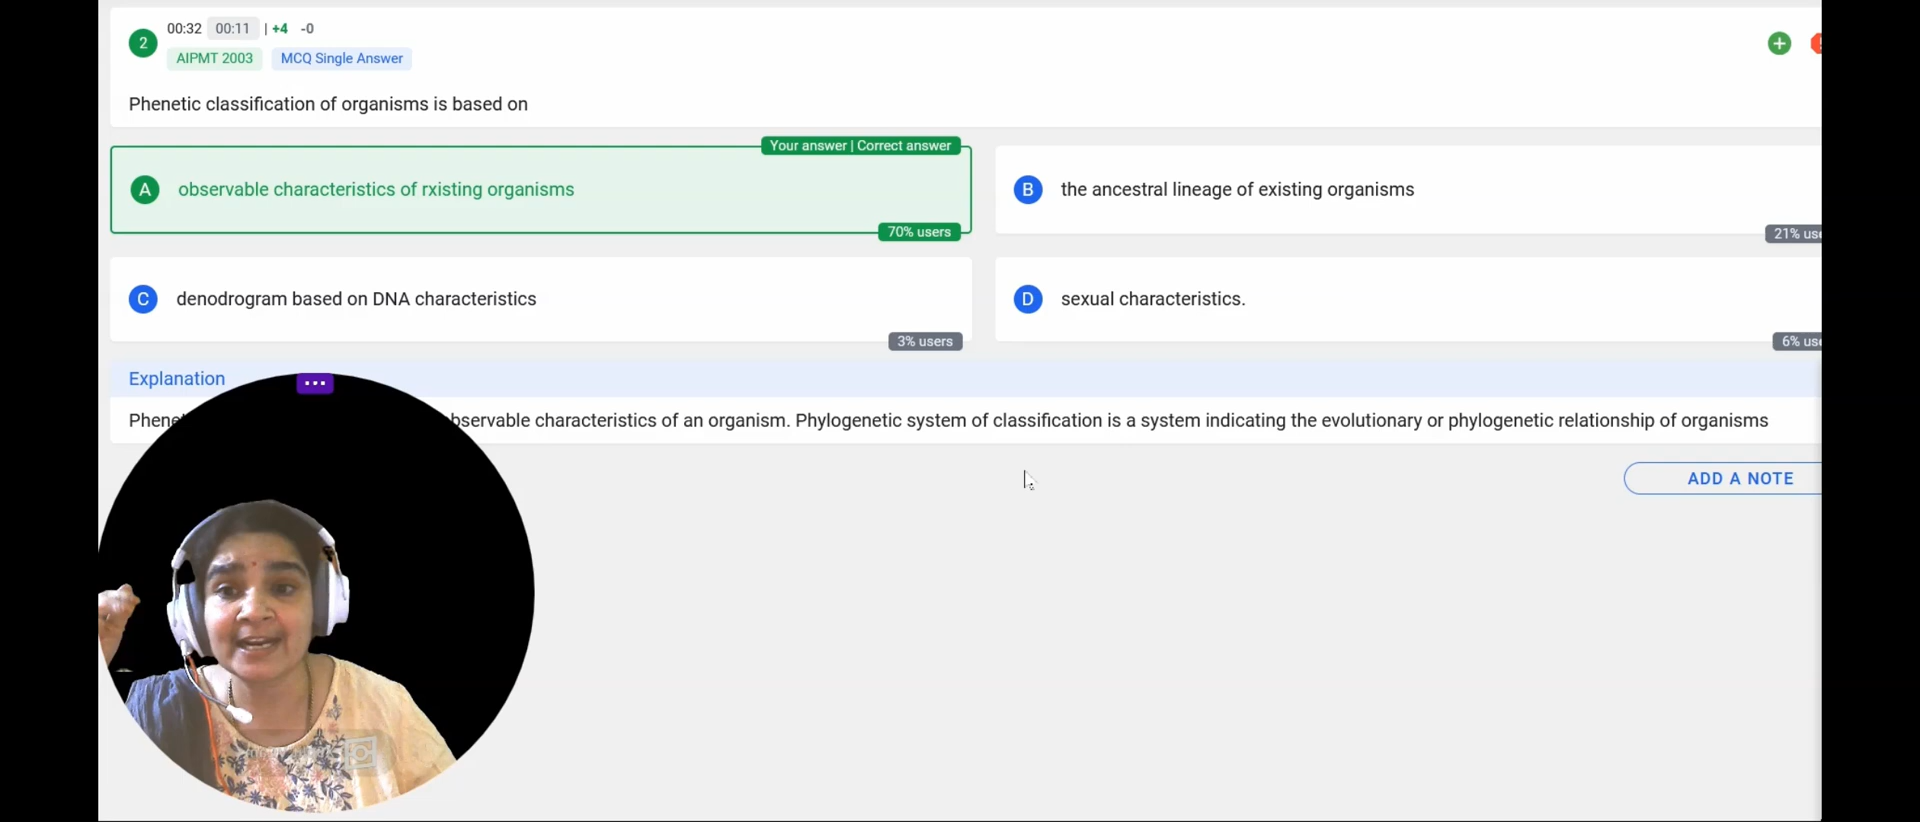 2
00:32 00:11 | +4 -0
AIPMT 2003 MCQ Single Answer
Phenetic classification of organisms is based on
Your answer | Correct answer
A observable characteristics of rxisting organisms
70% users
B the ancestral lineage of existing organisms
21%
C denodrogram based on DNA characteristics
3% users
D sexual characteristics.
6%
Explanation
observable characteristics of an organism. Phylogenetic system of classification is a system indicating the evolutionary or phylogenetic relationship of organisms
ADD A NOTE